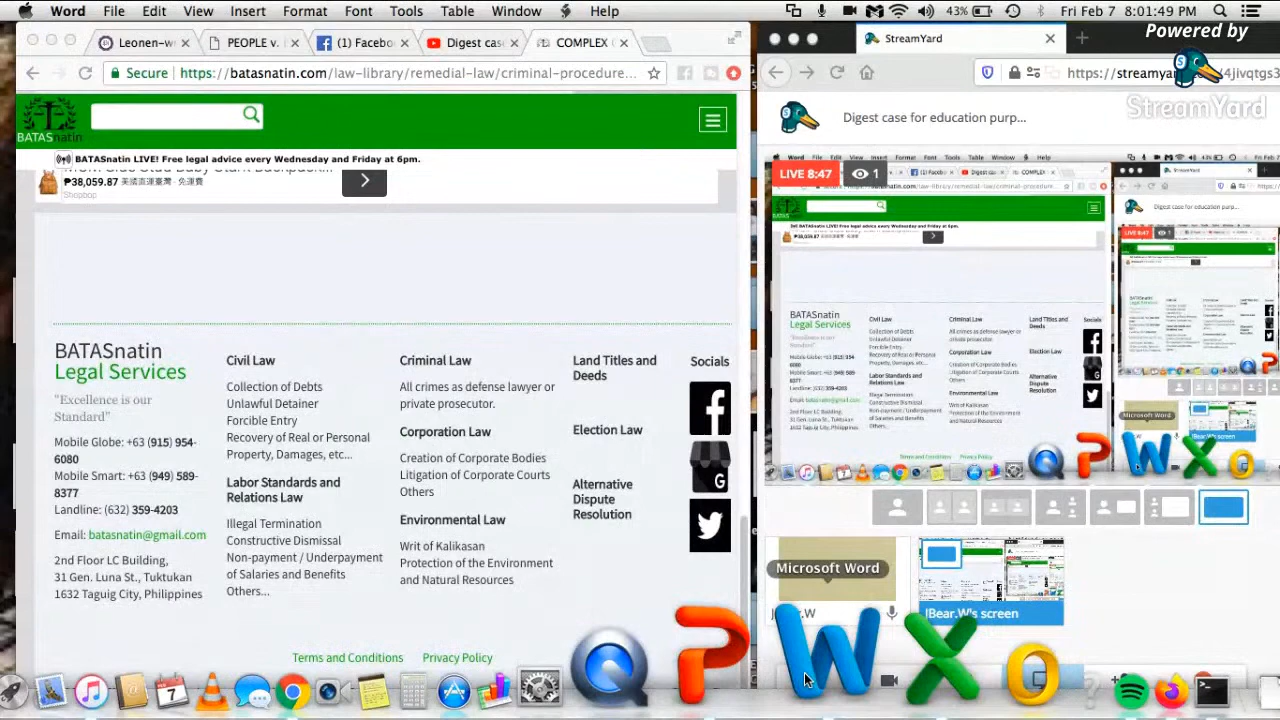 Word File Edit View Insert Format Font Tools Table Window Help
43% Fri Feb 7 8:01:49 PM
Leonen-w
PEOPLE v.
(1) Facebo
Digest cas
COMPLEX
Secure https://batasnatin.com/law-library/remedial-law/criminal-procedure...
BATASnatin
BATASnatin LIVE! Free legal advice every Wednesday and Friday at 6pm.
₱38,059.87
Shoploop
BATASnatin
Legal Services
"Excellence is our
Standard"
Mobile Globe: +63 (915) 954-
6080
Mobile Smart: +63 (949) 589-
8377
Landline: (632) 359-4203
Email: batasnatin@gmail.com
2nd Floor LC Building,
31 Gen. Luna St., Tuktukan
1632 Taguig City, Philippines
Civil Law
Collection of Debts
Unlawful Detainer
Forcible Entry
Recovery of Real or Personal
Property, Damages, etc...
Labor Standards and
Relations Law
Illegal Termination
Constructive Dismissal
Non-payment / Underpayment
of Salaries and Benefits
Others...
Criminal Law
All crimes as defense lawyer or
private prosecutor
Corporation Law
Creation of Corporate Bodies
Litigation of Corporate Courts
Others
Environmental Law
Writ of Kalikasan
Protection of the Environment
and Natural Resources
Land Titles and
Deeds
Election Law
Alternative
Dispute
Resolution
Socials
Terms and Conditions Privacy Policy
StreamYard
Powered by
StreamYard
https://streamya
4jivqtgs3
Digest case for education purp...
LIVE 8:47
1
Microsoft Word
JBear.W
JBear.W's screen